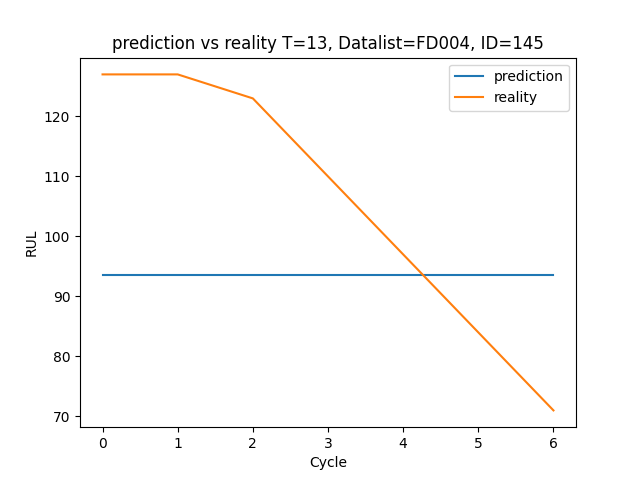 prediction vs reality T=13, Datalist=FD004, ID=145
prediction
reality
RUL
120
110
100
90
80
70
0 1 2 3 4 5 6
Cycle